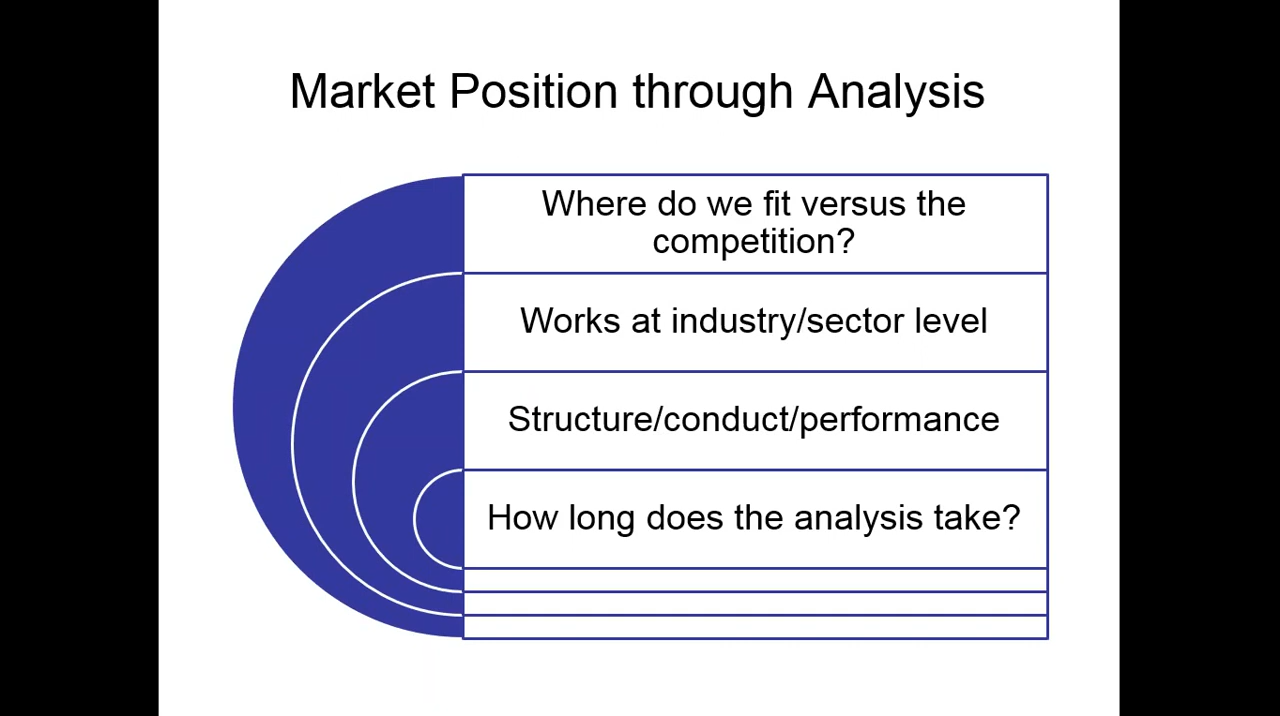 Market Position through Analysis
Where do we fit versus the
competition?
Works at industry/sector level
Structure/conduct/performance
How long does the analysis take?